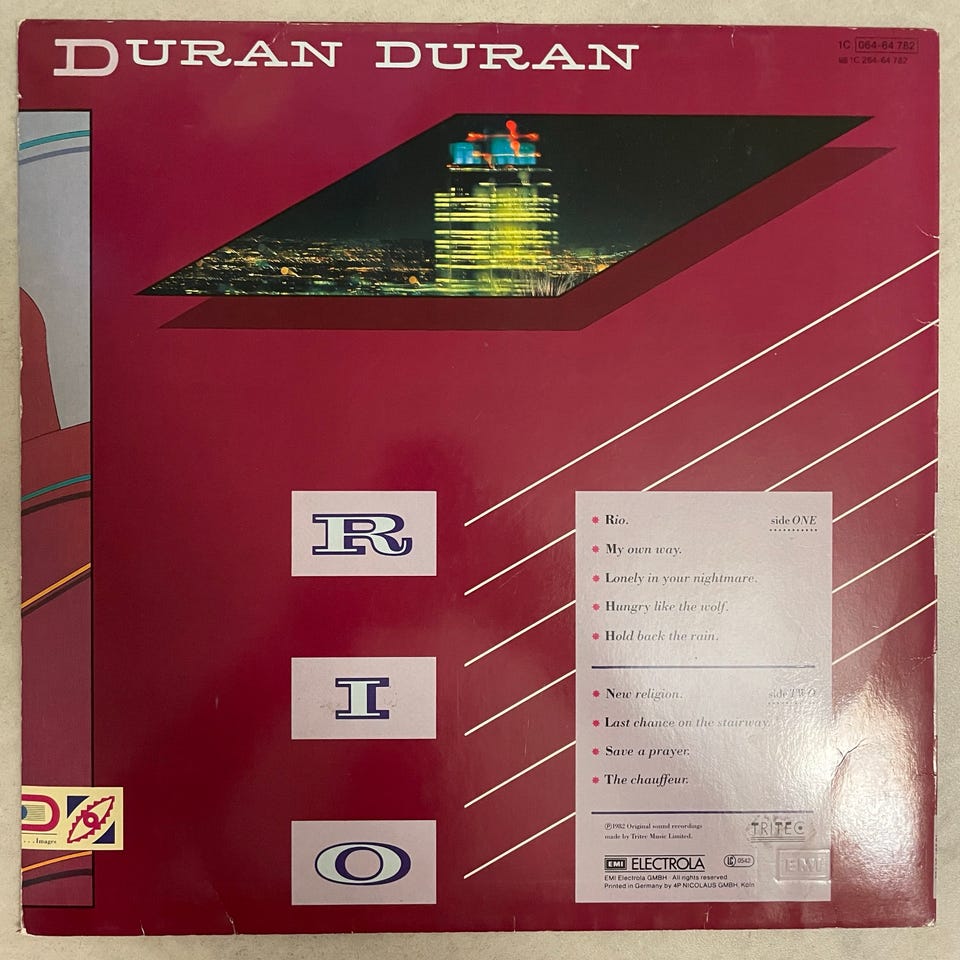 DURAN DURAN
1C 064-64 782
1C 264-64 782
R
I
O
Rio. side ONE
My own way.
Lonely in your nightmare.
Hungry like the wolf.
Hold back the rain.
New religion. side TWO
Last chance on the stairway.
Save a prayer.
The chauffeur.
...Images
℗1982 Original sound recordings
made by Tritec Music Limited.
TRITEC
EMI ELECTROLA LC 0542
EMI
EMI Electrola GMBH · All rights reserved
Printed in Germany by 4P NICOLAUS GMBH, Köln